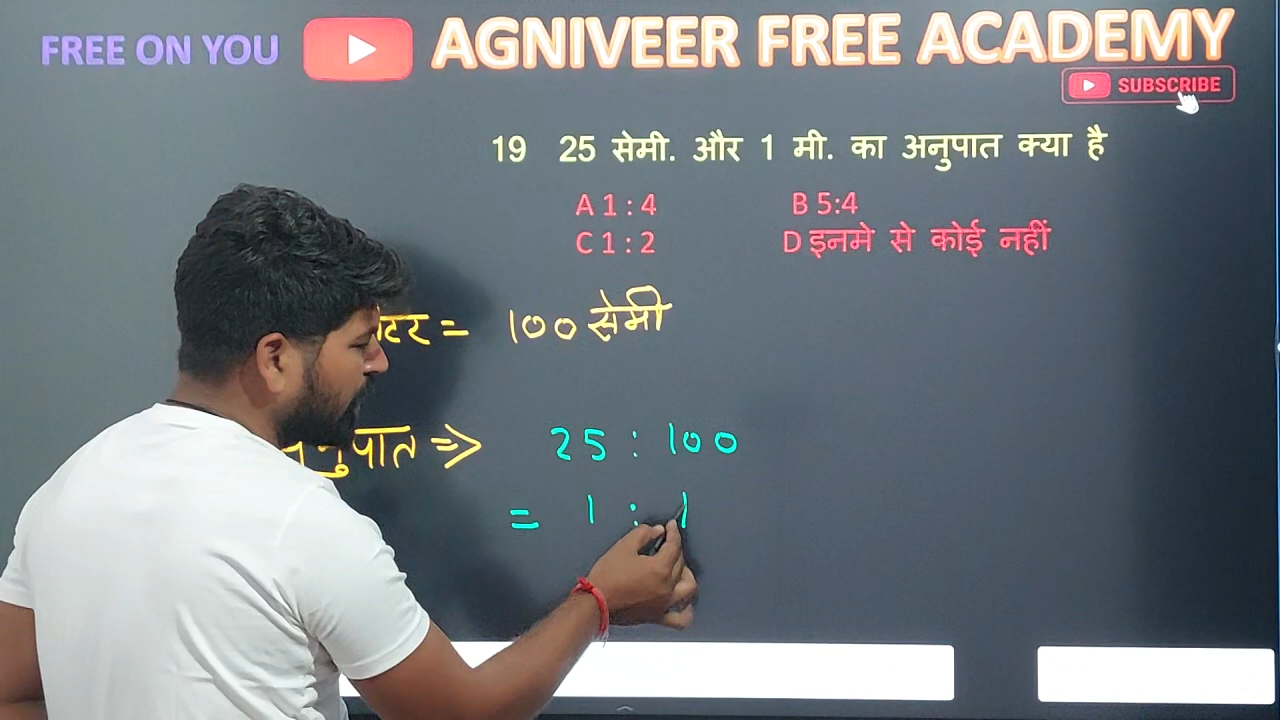 FREE ON YOU AGNIVEER FREE ACADEMY
SUBSCRIBE
19 25 सेमी. और 1 मी. का अनुपात क्या है
A 1 : 4 B 5:4
C 1 : 2 D इनमे से कोई नहीं
= 100 सेमी
=> 25 : 100
= 1 :